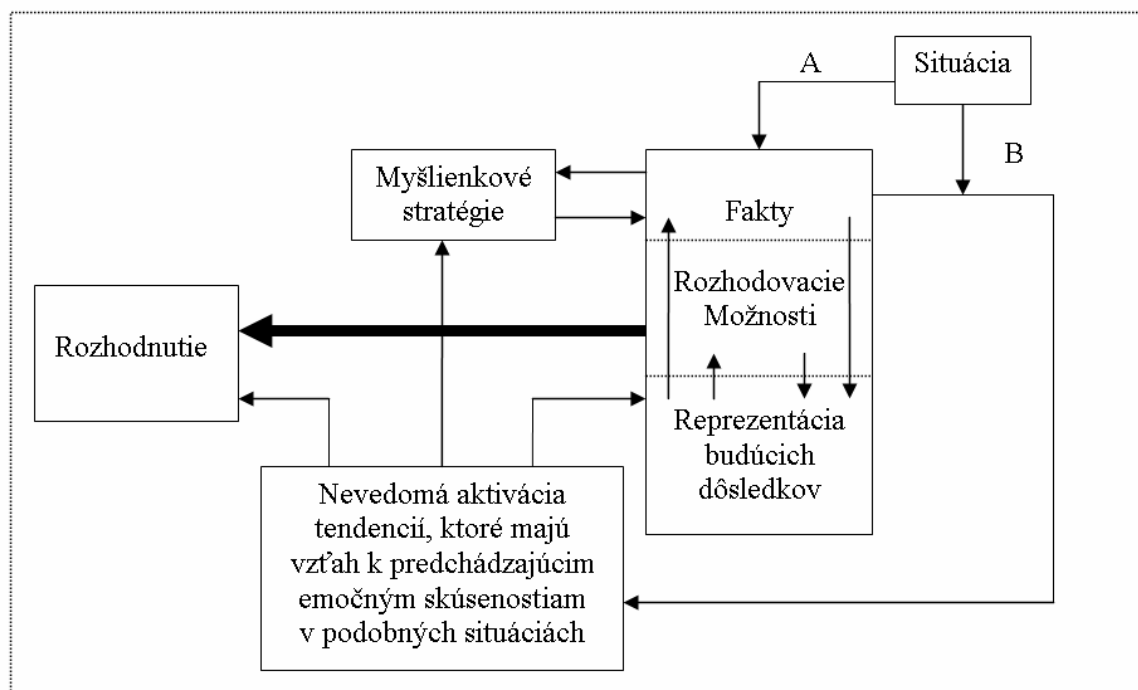 A
Situácia
B
Myšlienkové
stratégie
Fakty
Rozhodovacie
Možnosti
Rozhodnutie
Reprezentácia
budúcich
dôsledkov
Nevedomá aktivácia
tendencií, ktoré majú
vzťah k predchádzajúcim
emočným skúsenostiam
v podobných situáciách